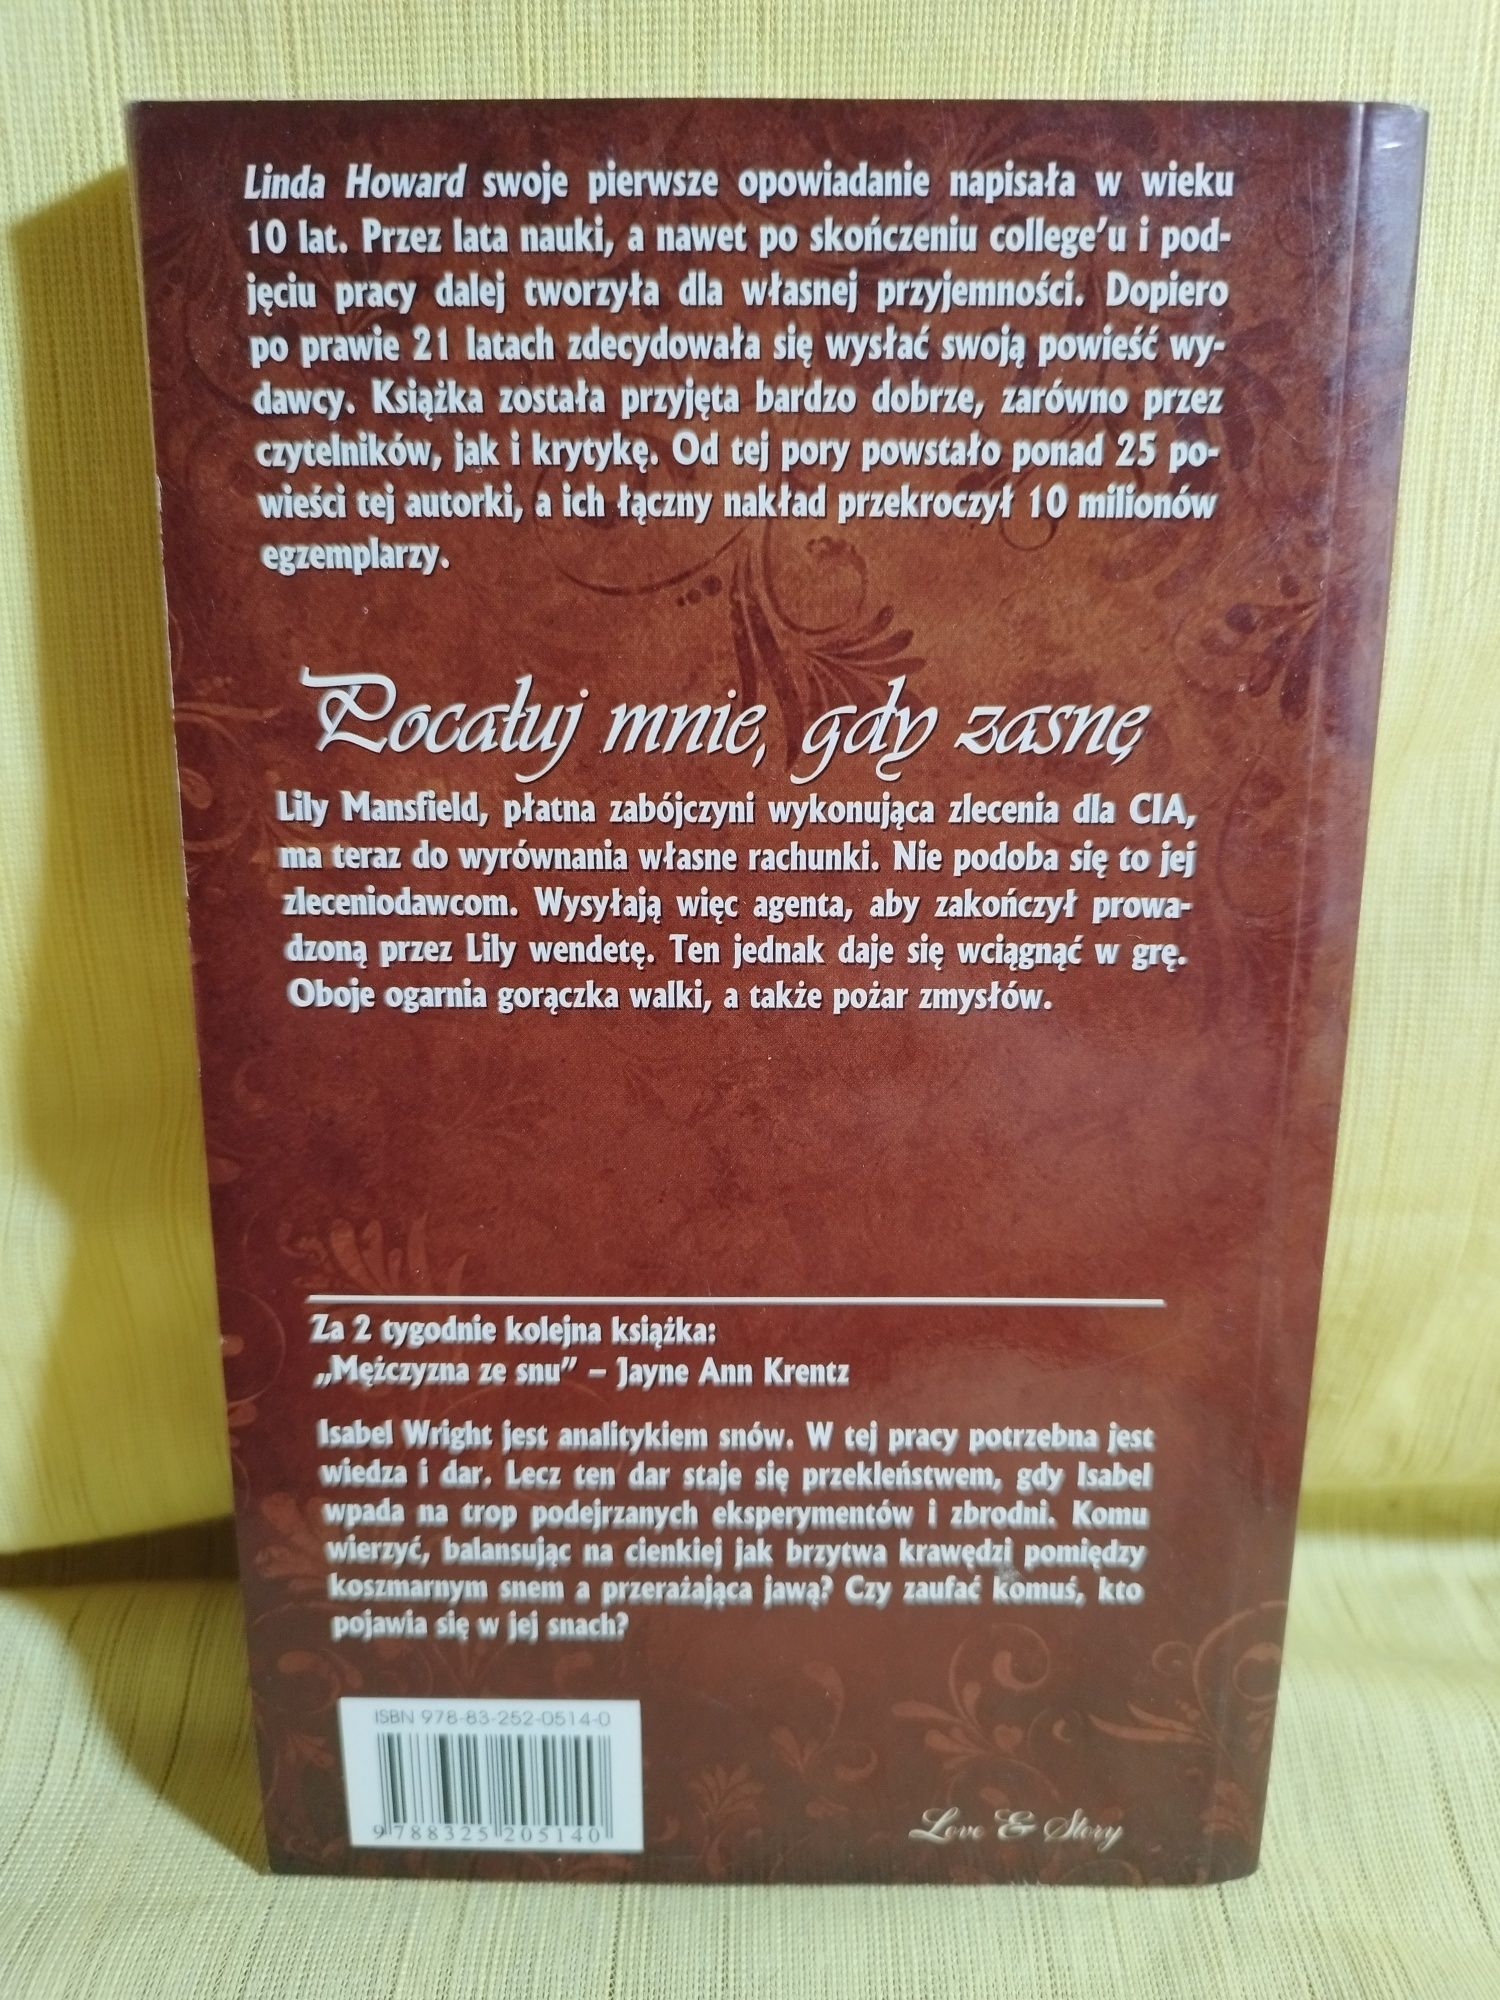 Linda Howard swoje pierwsze opowiadanie napisała w wieku
10 lat. Przez lata nauki, a nawet po skończeniu college'u i pod-
jęciu pracy dalej tworzyła dla własnej przyjemności. Dopiero
po prawie 21 latach zdecydowała się wysłać swoją powieść wy-
dawcy. Książka została przyjęta bardzo dobrze, zarówno przez
czytelników, jak i krytykę. Od tej pory powstało ponad 25 po-
wieści tej autorki, a ich łączny nakład przekroczył 10 milionów
egzemplarzy.
Pocałuj mnie, gdy zasnę
Lily Mansfield, płatna zabójczyni wykonująca zlecenia dla CIA,
ma teraz do wyrównania własne rachunki. Nie podoba się to jej
zleceniodawcom. Wysyłają więc agenta, aby zakończył prowa-
dzoną przez Lily wendetę. Ten jednak daje się wciągnąć w grę.
Oboje ogarnia gorączka walki, a także pożar zmysłów.
Za 2 tygodnie kolejna książka:
„Mężczyzna ze snu” – Jayne Ann Krentz
Isabel Wright jest analitykiem snów. W tej pracy potrzebna jest
wiedza i dar. Lecz ten dar staje się przekleństwem, gdy Isabel
wpada na trop podejrzanych eksperymentów i zbrodni. Komu
wierzyć, balansując na cienkiej jak brzytwa krawędzi pomiędzy
koszmarnym snem a przerażająca jawą? Czy zaufać komuś, kto
pojawia się w jej snach?
ISBN 978-83-252-0514-0
9 788325 205140
Love & Story